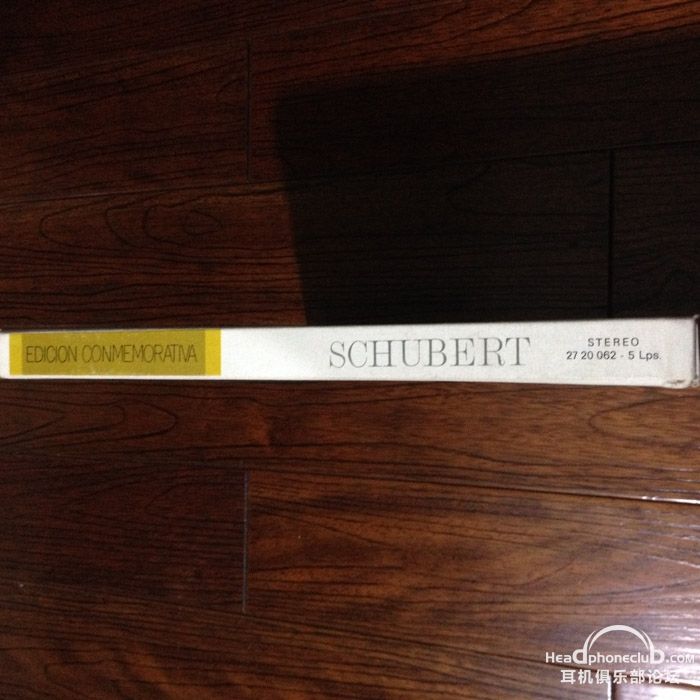 EDICION CONMEMORATIVA
SCHUBERT
STEREO
27 20 062 - 5 Lps.
Headphoneclub.com
耳机俱乐部论坛